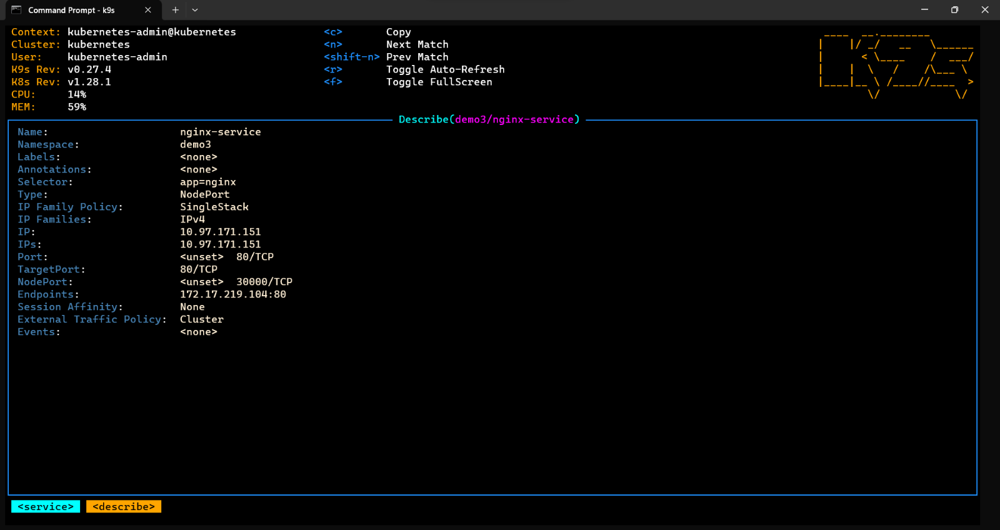 Command Prompt - k9s
Context: kubernetes-admin@kubernetes <c> Copy
Cluster: kubernetes <n> Next Match
User: kubernetes-admin <shift-n> Prev Match
K9s Rev: v0.27.4 <r> Toggle Auto-Refresh
K8s Rev: v1.28.1 <f> Toggle FullScreen
CPU: 14%
MEM: 59%
K9s
Describe(demo3/nginx-service)
Name: nginx-service
Namespace: demo3
Labels: <none>
Annotations: <none>
Selector: app=nginx
Type: NodePort
IP Family Policy: SingleStack
IP Families: IPv4
IP: 10.97.171.151
IPs: 10.97.171.151
Port: <unset> 80/TCP
TargetPort: 80/TCP
NodePort: <unset> 30000/TCP
Endpoints: 172.17.219.104:80
Session Affinity: None
External Traffic Policy: Cluster
Events: <none>
<service> <describe>